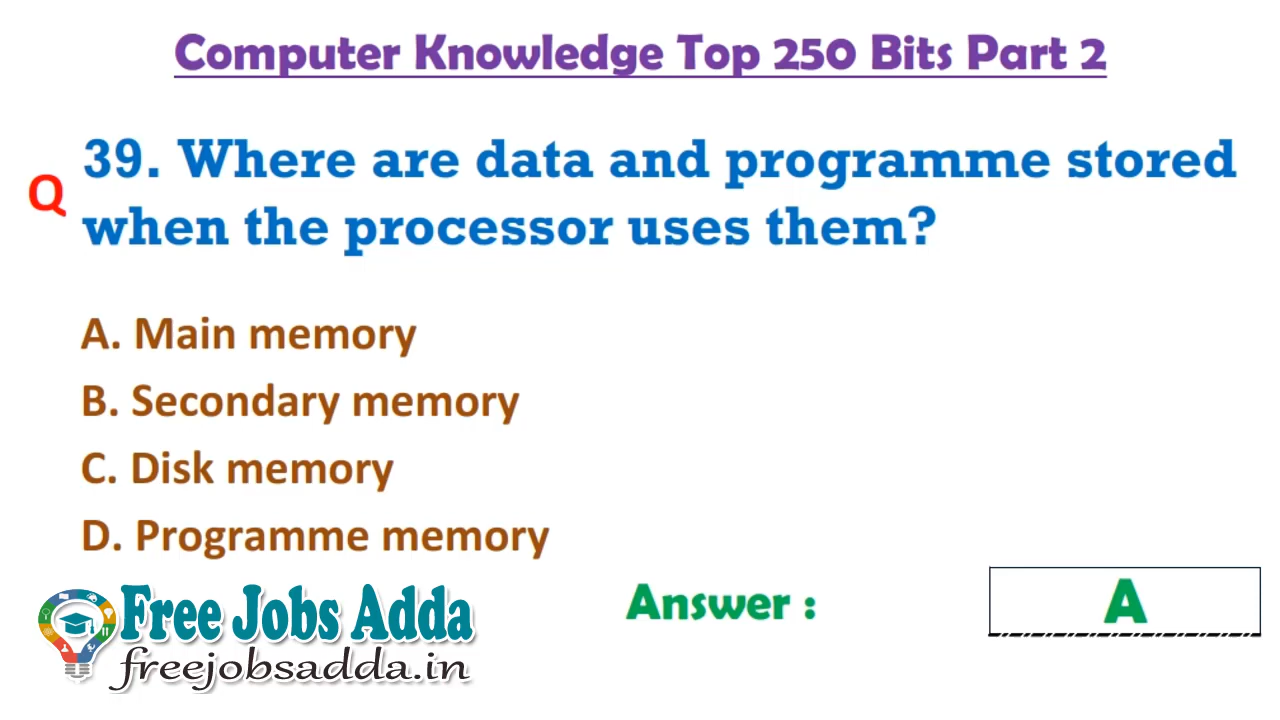 Computer Knowledge Top 250 Bits Part 2
Q
39. Where are data and programme stored
when the processor uses them?
A. Main memory
B. Secondary memory
C. Disk memory
D. Programme memory
Free Jobs Adda
freejobsadda.in
Answer :
A